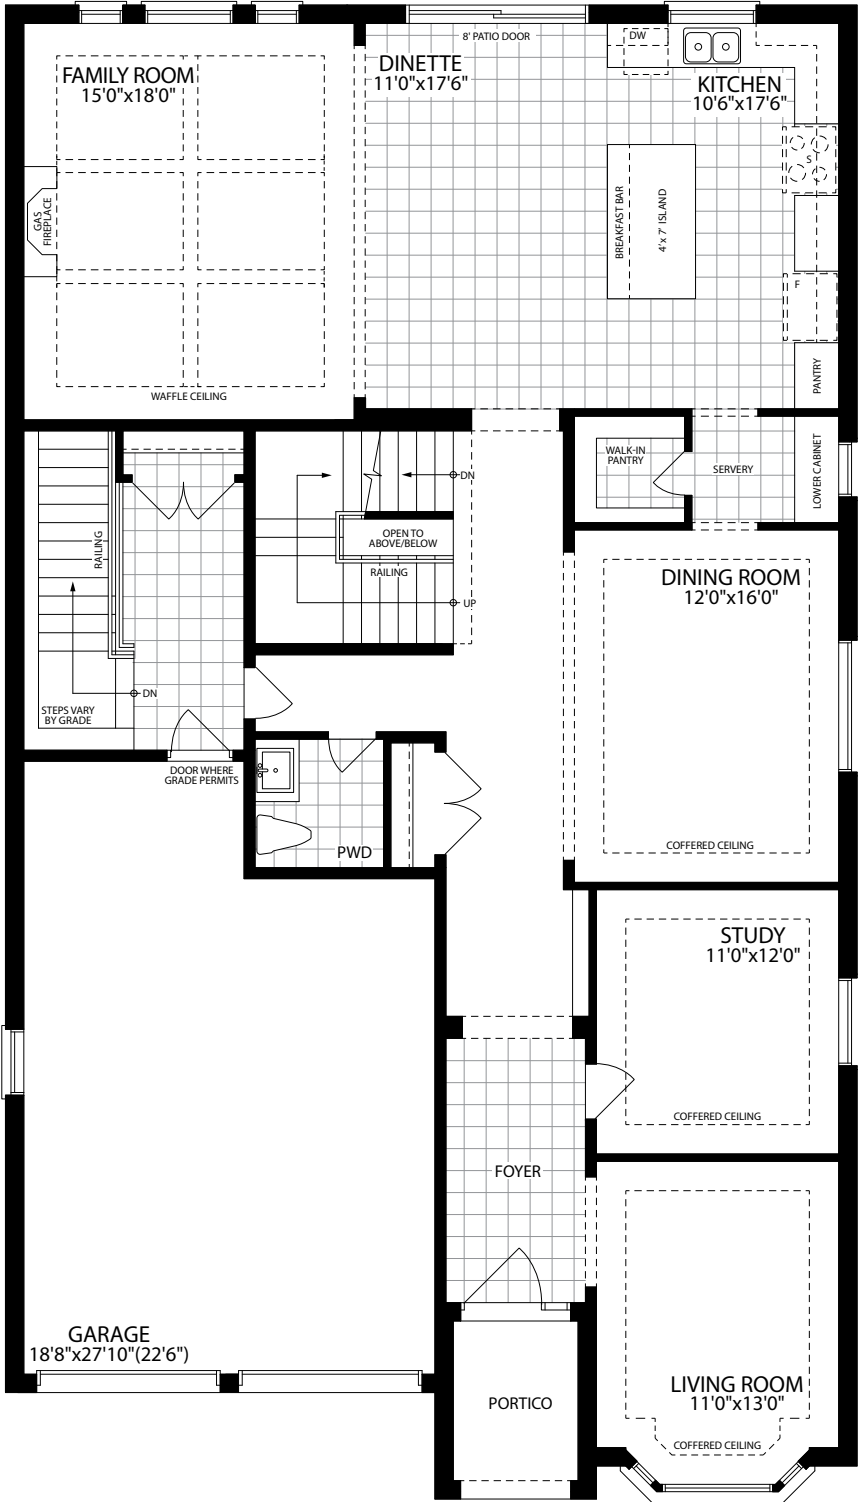 8' PATIO DOOR
DW
FAMILY ROOM
15'0"x18'0"
DINETTE
11'0"x17'6"
KITCHEN
10'6"x17'6"
S
GAS
FIREPLACE
BREAKFAST BAR
4'x 7' ISLAND
F
PANTRY
WAFFLE CEILING
WALK-IN
PANTRY
SERVERY
LOWER CABINET
DN
RAILING
OPEN TO
ABOVE/BELOW
RAILING
UP
DINING ROOM
12'0"x16'0"
DN
STEPS VARY
BY GRADE
DOOR WHERE
GRADE PERMITS
PWD
COFFERED CEILING
STUDY
11'0"x12'0"
COFFERED CEILING
FOYER
GARAGE
18'8"x27'10"(22'6")
LIVING ROOM
11'0"x13'0"
PORTICO
COFFERED CEILING